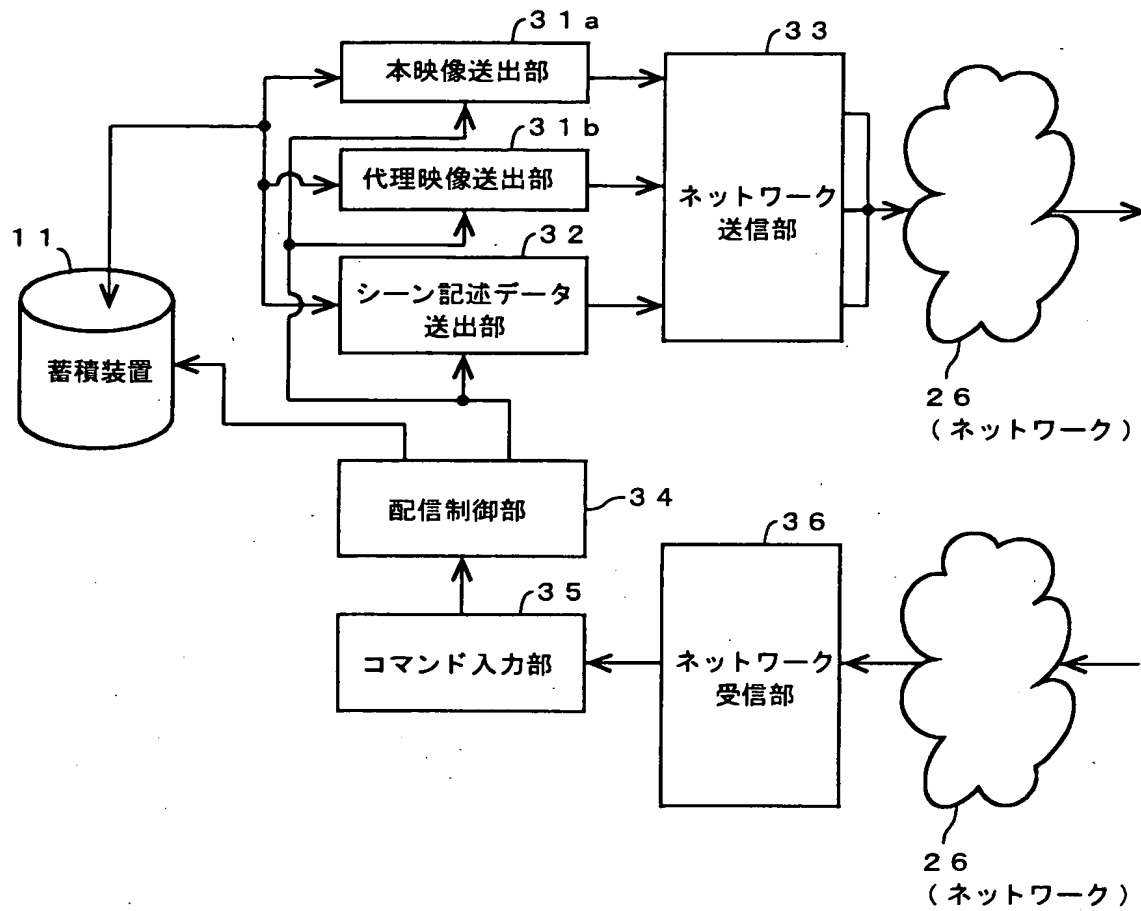 31a
本映像送出部
31b
代理映像送出部
32
シーン記述データ
送出部
33
ネットワーク
送信部
11
蓄積装置
26
(ネットワーク)
34
配信制御部
35
コマンド入力部
36
ネットワーク
受信部
26
(ネットワーク)